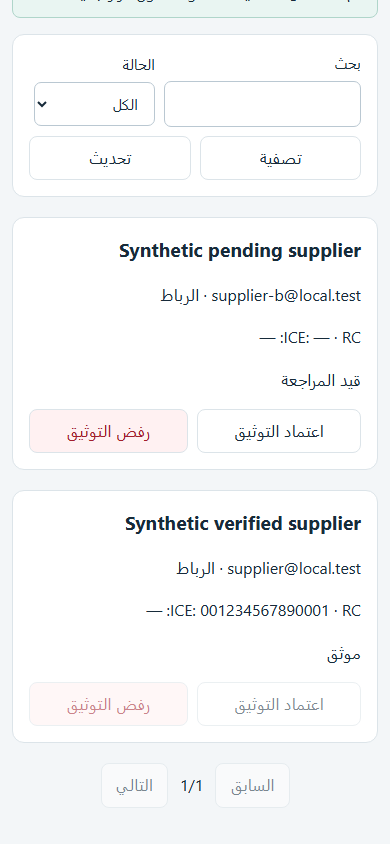 بحث
الحالة
الكل
تصفية
تحديث
Synthetic pending supplier
supplier-b@local.test · الرباط
ICE: — · RC: —
قيد المراجعة
اعتماد التوثيق
رفض التوثيق
Synthetic verified supplier
supplier@local.test · الرباط
ICE: 001234567890001 · RC: —
موثق
اعتماد التوثيق
رفض التوثيق
السابق
1/1
التالي